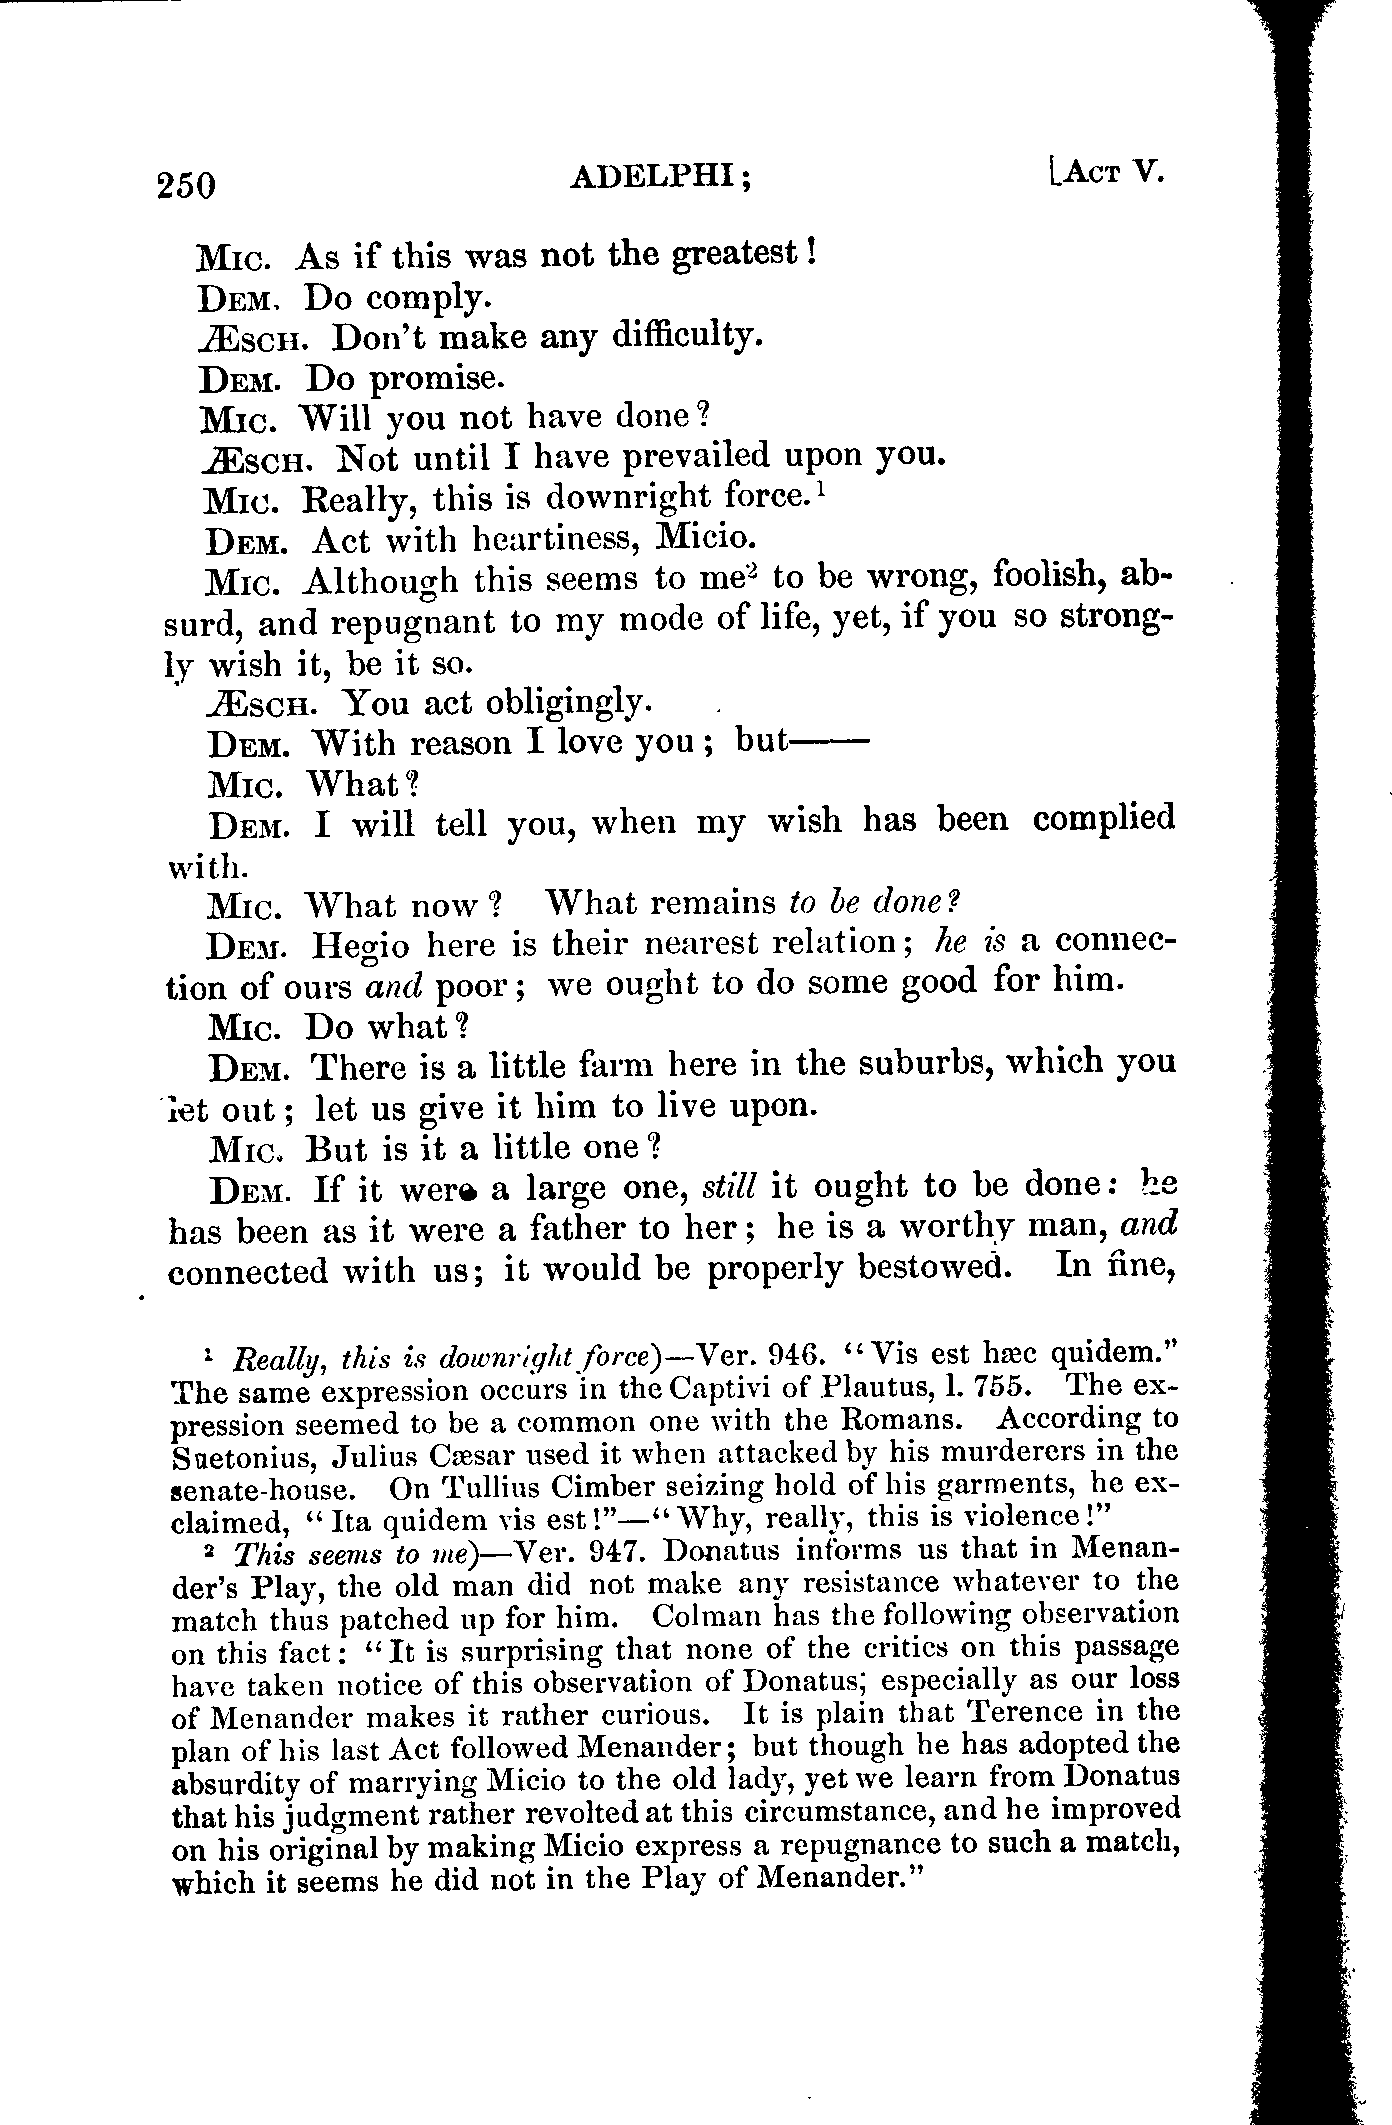 250 ADELPHI; [ACT V.
MIC. As if this was not the greatest!
DEM. Do comply.
ÆSCH. Don't make any difficulty.
DEM. Do promise.
MIC. Will you not have done?
ÆSCH. Not until I have prevailed upon you.
MIC. Really, this is downright force.¹
DEM. Act with heartiness, Micio.
MIC. Although this seems to me² to be wrong, foolish, ab-
surd, and repugnant to my mode of life, yet, if you so strong-
ly wish it, be it so.
ÆSCH. You act obligingly.
DEM. With reason I love you; but——
MIC. What?
DEM. I will tell you, when my wish has been complied
with.
MIC. What now? What remains to be done?
DEM. Hegio here is their nearest relation; he is a connec-
tion of ours and poor; we ought to do some good for him.
MIC. Do what?
DEM. There is a little farm here in the suburbs, which you
let out; let us give it him to live upon.
MIC. But is it a little one?
DEM. If it were a large one, still it ought to be done: he
has been as it were a father to her; he is a worthy man, and
connected with us; it would be properly bestowed. In fine,
¹ Really, this is downright force)—Ver. 946. "Vis est hæc quidem."
The same expression occurs in the Captivi of Plautus, l. 755. The ex-
pression seemed to be a common one with the Romans. According to
Suetonius, Julius Cæsar used it when attacked by his murderers in the
senate-house. On Tullius Cimber seizing hold of his garments, he ex-
claimed, "Ita quidem vis est!"—"Why, really, this is violence!"
² This seems to me)—Ver. 947. Donatus informs us that in Menan-
der's Play, the old man did not make any resistance whatever to the
match thus patched up for him. Colman has the following observation
on this fact: "It is surprising that none of the critics on this passage
have taken notice of this observation of Donatus; especially as our loss
of Menander makes it rather curious. It is plain that Terence in the
plan of his last Act followed Menander; but though he has adopted the
absurdity of marrying Micio to the old lady, yet we learn from Donatus
that his judgment rather revolted at this circumstance, and he improved
on his original by making Micio express a repugnance to such a match,
which it seems he did not in the Play of Menander."